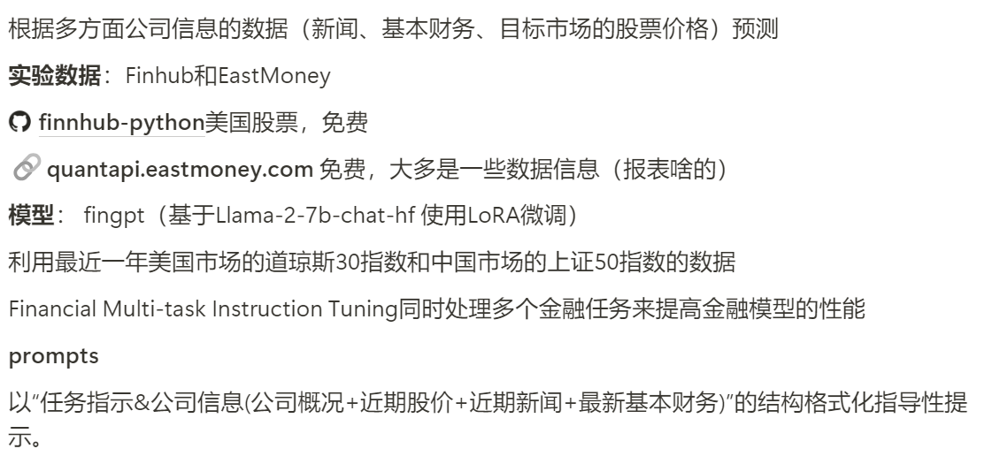 根据多方面公司信息的数据（新闻、基本财务、目标市场的股票价格）预测
实验数据：Finhub和EastMoney
finnhub-python美国股票，免费
quantapi.eastmoney.com 免费，大多是一些数据信息（报表啥的）
模型： fingpt（基于Llama-2-7b-chat-hf 使用LoRA微调）
利用最近一年美国市场的道琼斯30指数和中国市场的上证50指数的数据
Financial Multi-task Instruction Tuning同时处理多个金融任务来提高金融模型的性能
prompts
以“任务指示&公司信息(公司概况+近期股价+近期新闻+最新基本财务)”的结构格式化指导性提
示。